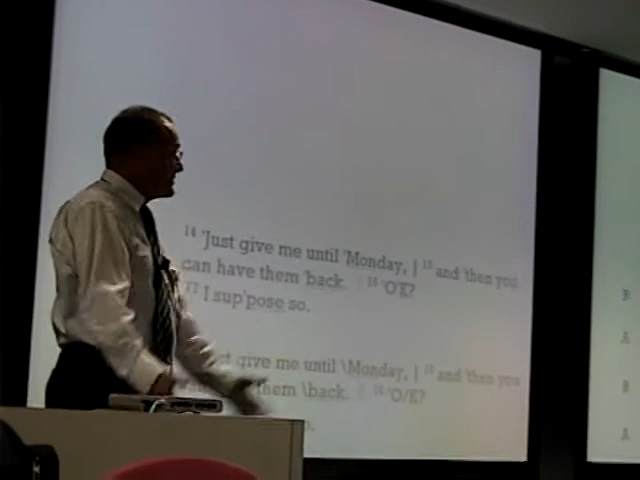 14 'Just give me until 'Monday, | 15 and 'then you
can have them 'back. | 16 'O'K?
17 I sup'pose so.
give me until \Monday, | 15 and 'then you
them \back. | 16 'O/K?
B
A
B
A